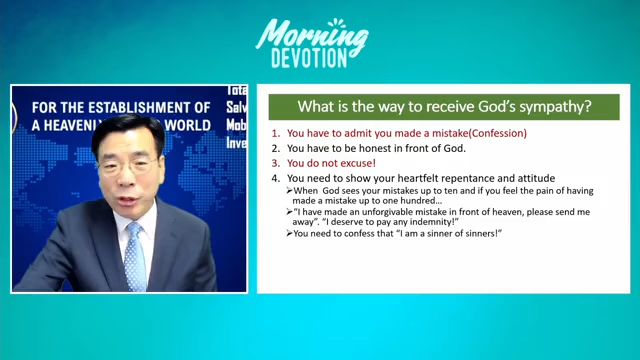 Morning
DEVOTION
FOR THE ESTABLISHMENT OF
A HEAVENLY WORLD
Total
Salv
Mob
Inve
What is the way to receive God's sympathy?
1. You have to admit you made a mistake(Confession)
2. You have to be honest in front of God.
3. You do not excuse!
4. You need to show your heartfelt repentance and attitude
➢When God sees your mistakes up to ten and if you feel the pain of having
made a mistake up to one hundred...
➢"I have made an unforgivable mistake in front of heaven, please send me
away". "I deserve to pay any indemnity!"
➢You need to confess that "I am a sinner of sinners!"